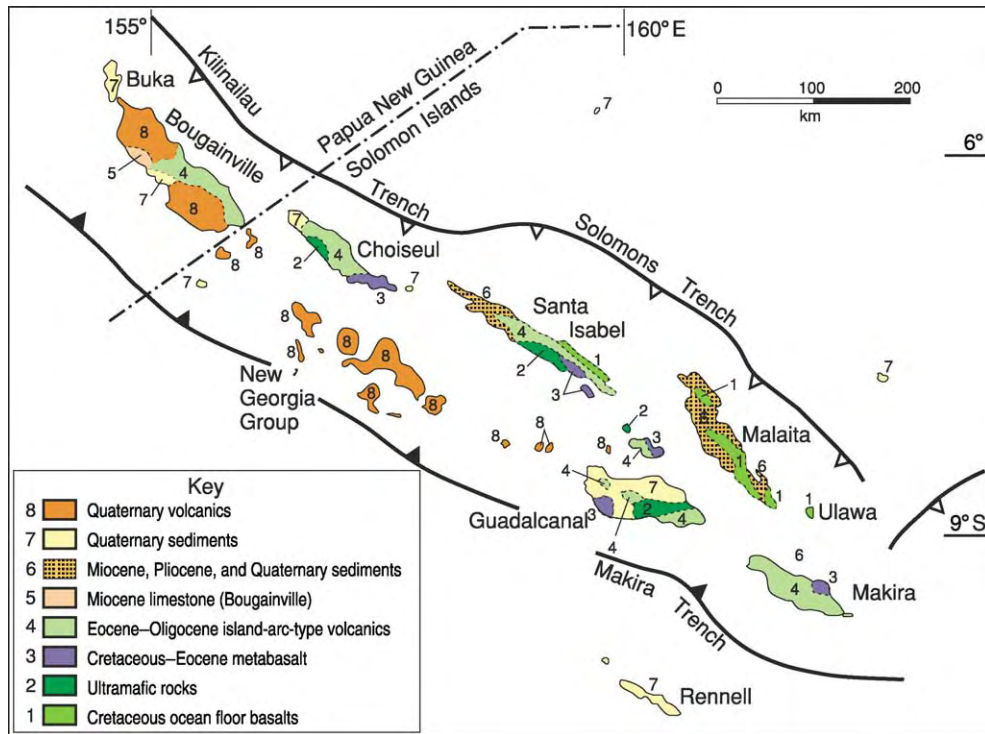 155°
160° E
0 100 200
km
Kilinailau
Trench
Papua New Guinea
Solomon Islands
7
Buka
8
Bougainville
5
4
7
8
6°
8
8
7
7
Choiseul
4
2
3
7
Solomons
Trench
8
8
8
8
8
8
New
Georgia
Group
6
Santa
Isabel
4
1
2
3
7
1
6
Malaita
1
6
1
2
3
4
8
8
8
4
7
Guadalcanal
3
2
4
4
1
Ulawa
9° S
Makira
Trench
6
3
4
Makira
7
Rennell
Key
8 Quaternary volcanics
7 Quaternary sediments
6 Miocene, Pliocene, and Quaternary sediments
5 Miocene limestone (Bougainville)
4 Eocene–Oligocene island-arc-type volcanics
3 Cretaceous–Eocene metabasalt
2 Ultramafic rocks
1 Cretaceous ocean floor basalts